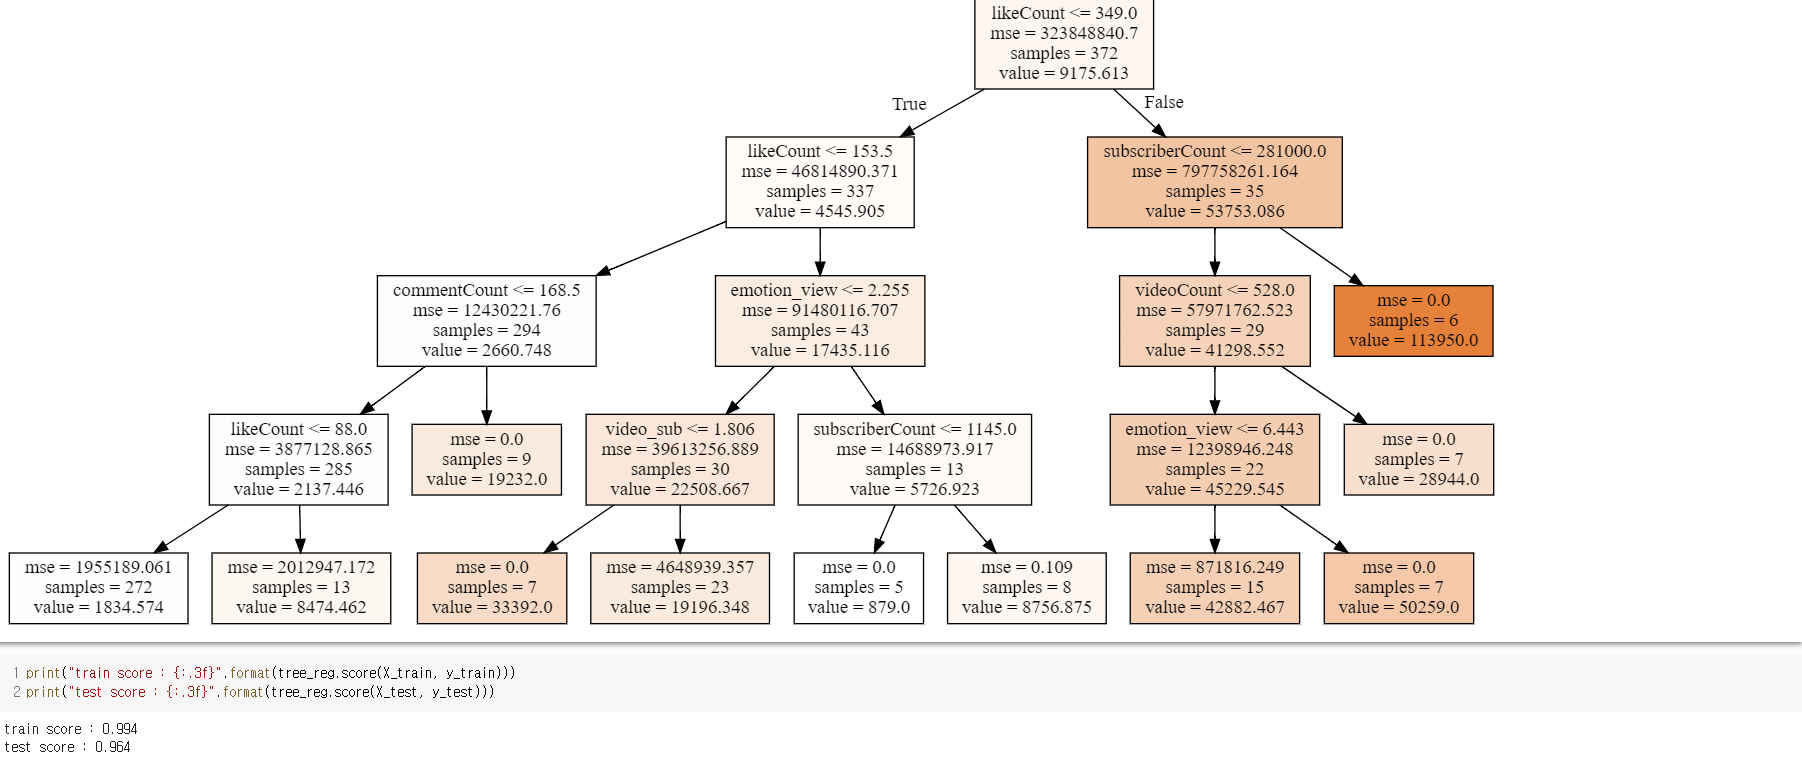 likeCount <= 349.0
mse = 323848840.7
samples = 372
value = 9175.613
True
False
likeCount <= 153.5
mse = 46814890.371
samples = 337
value = 4545.905
subscriberCount <= 281000.0
mse = 797758261.164
samples = 35
value = 53753.086
commentCount <= 168.5
mse = 12430221.76
samples = 294
value = 2660.748
emotion_view <= 2.255
mse = 91480116.707
samples = 43
value = 17435.116
videoCount <= 528.0
mse = 57971762.523
samples = 29
value = 41298.552
mse = 0.0
samples = 6
value = 113950.0
likeCount <= 88.0
mse = 3877128.865
samples = 285
value = 2137.446
mse = 0.0
samples = 9
value = 19232.0
video_sub <= 1.806
mse = 39613256.889
samples = 30
value = 22508.667
subscriberCount <= 1145.0
mse = 14688973.917
samples = 13
value = 5726.923
emotion_view <= 6.443
mse = 12398946.248
samples = 22
value = 45229.545
mse = 0.0
samples = 7
value = 28944.0
mse = 1955189.061
samples = 272
value = 1834.574
mse = 2012947.172
samples = 13
value = 8474.462
mse = 0.0
samples = 7
value = 33392.0
mse = 4648939.357
samples = 23
value = 19196.348
mse = 0.0
samples = 5
value = 879.0
mse = 0.109
samples = 8
value = 8756.875
mse = 871816.249
samples = 15
value = 42882.467
mse = 0.0
samples = 7
value = 50259.0
1 print("train score : {:.3f}".format(tree_reg.score(X_train, y_train)))
2 print("test score : {:.3f}".format(tree_reg.score(X_test, y_test)))
train score : 0.994
test score : 0.964